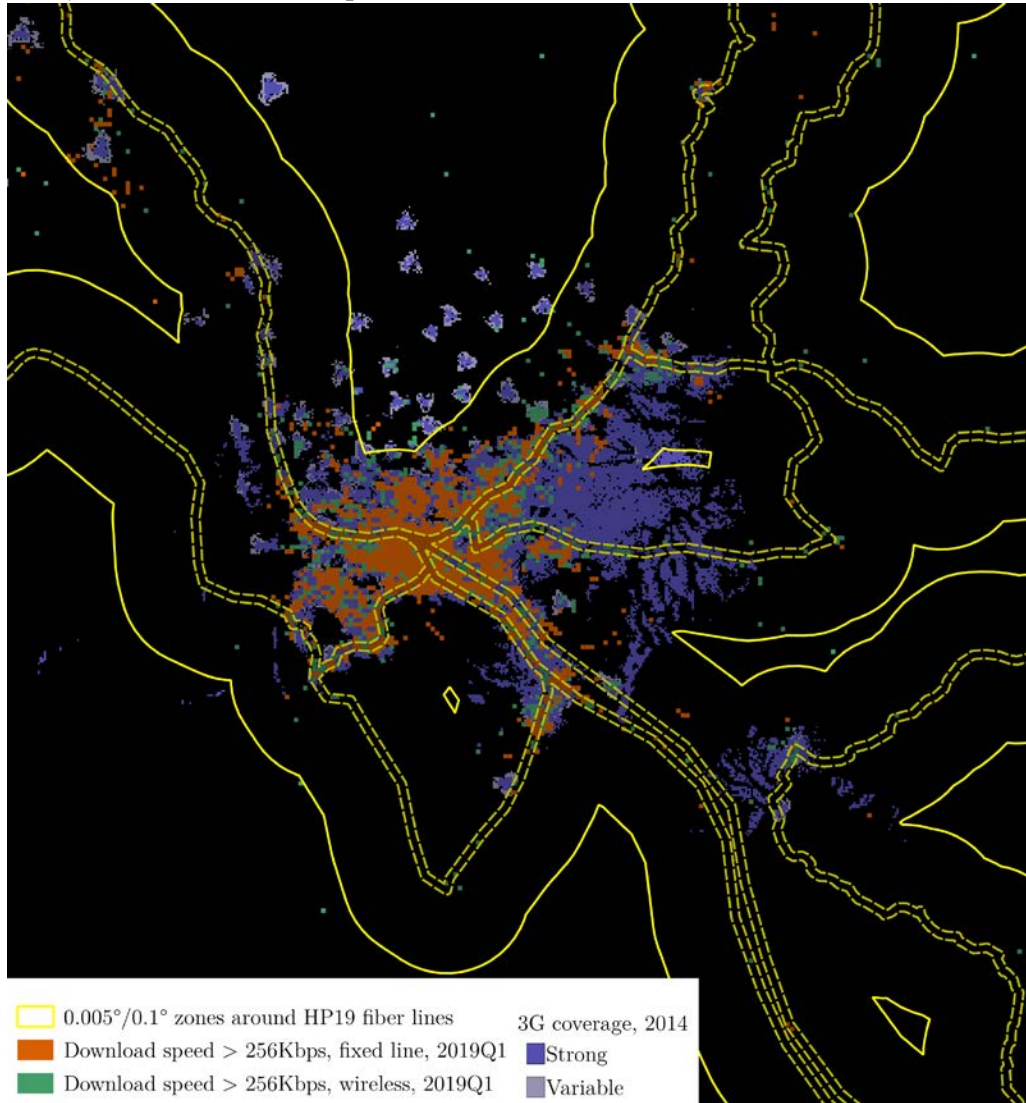 0.005°/0.1° zones around HP19 fiber lines
Download speed > 256Kbps, fixed line, 2019Q1
Download speed > 256Kbps, wireless, 2019Q1
3G coverage, 2014
Strong
Variable